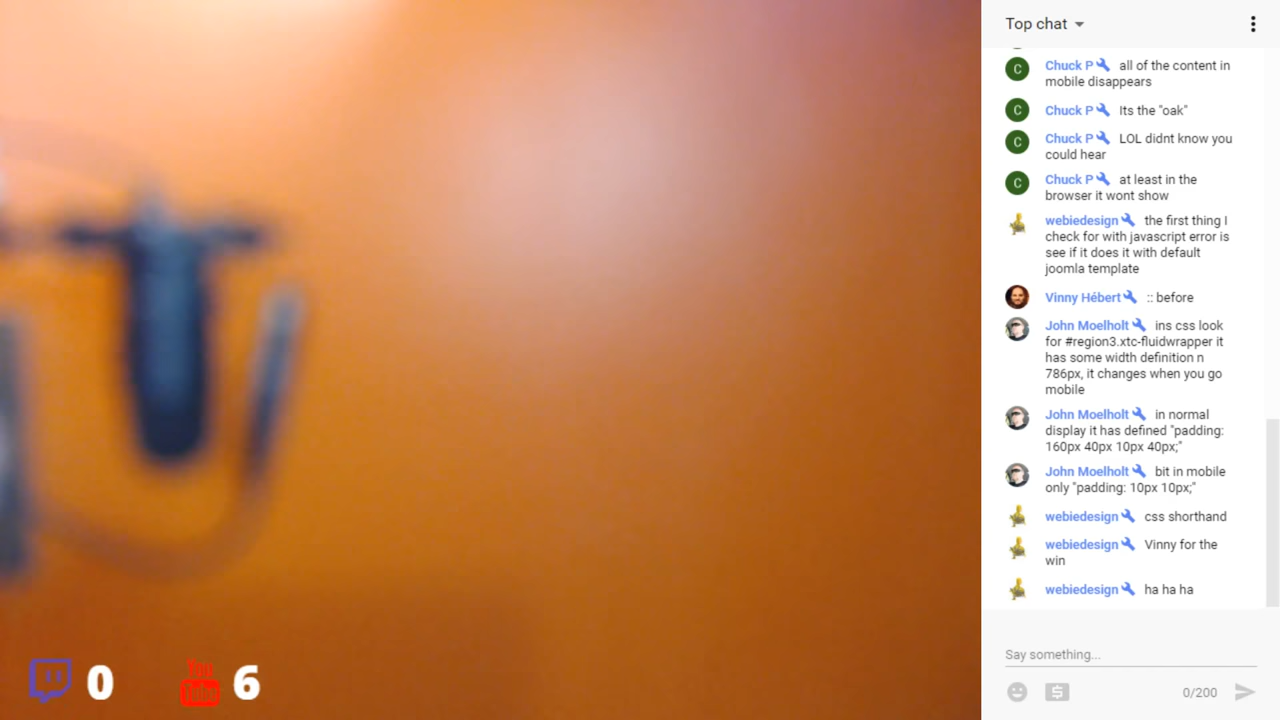 Top chat
Chuck P all of the content in
mobile disappears
C
Chuck P Its the "oak"
C
Chuck P LOL didnt know you
could hear
C
Chuck P at least in the
browser it wont show
C
webiedesign the first thing I
check for with javascript error is
see if it does it with default
joomla template
Vinny Hébert :: before
John Moelholt ins css look
for #region3.xtc-fluidwrapper it
has some width definition n
786px, it changes when you go
mobile
John Moelholt in normal
display it has defined "padding:
160px 40px 10px 40px;"
John Moelholt bit in mobile
only "padding: 10px 10px;"
webiedesign css shorthand
webiedesign Vinny for the
win
webiedesign ha ha ha
Say something...
0/200
0
You
Tube
6